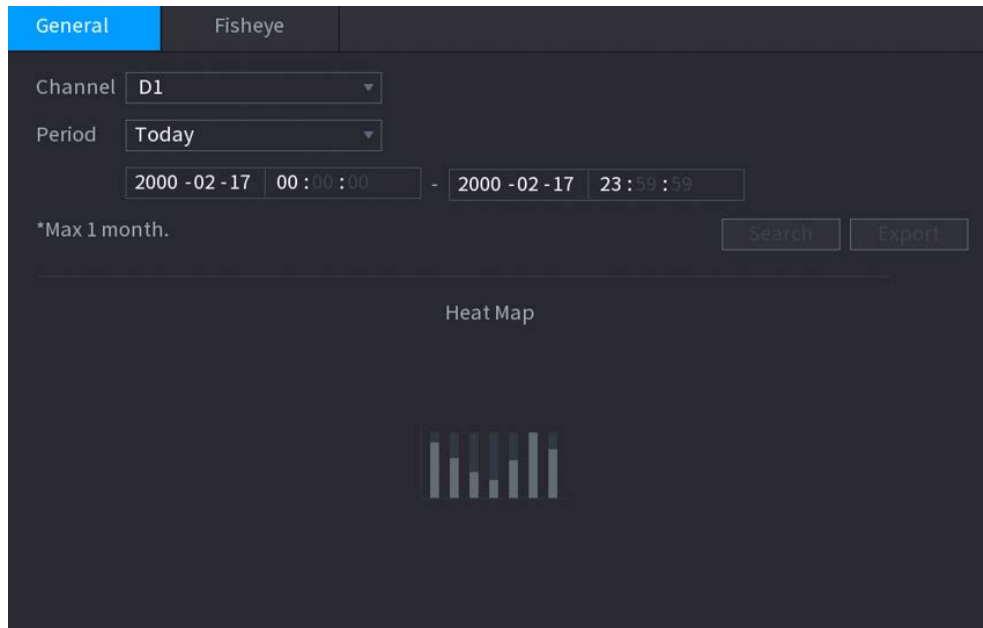 General Fisheye
Channel D1
Period Today
2000 -02 -17 00 :00 :00 - 2000 -02 -17 23 :59 :59
*Max 1 month.
Search Export
Heat Map